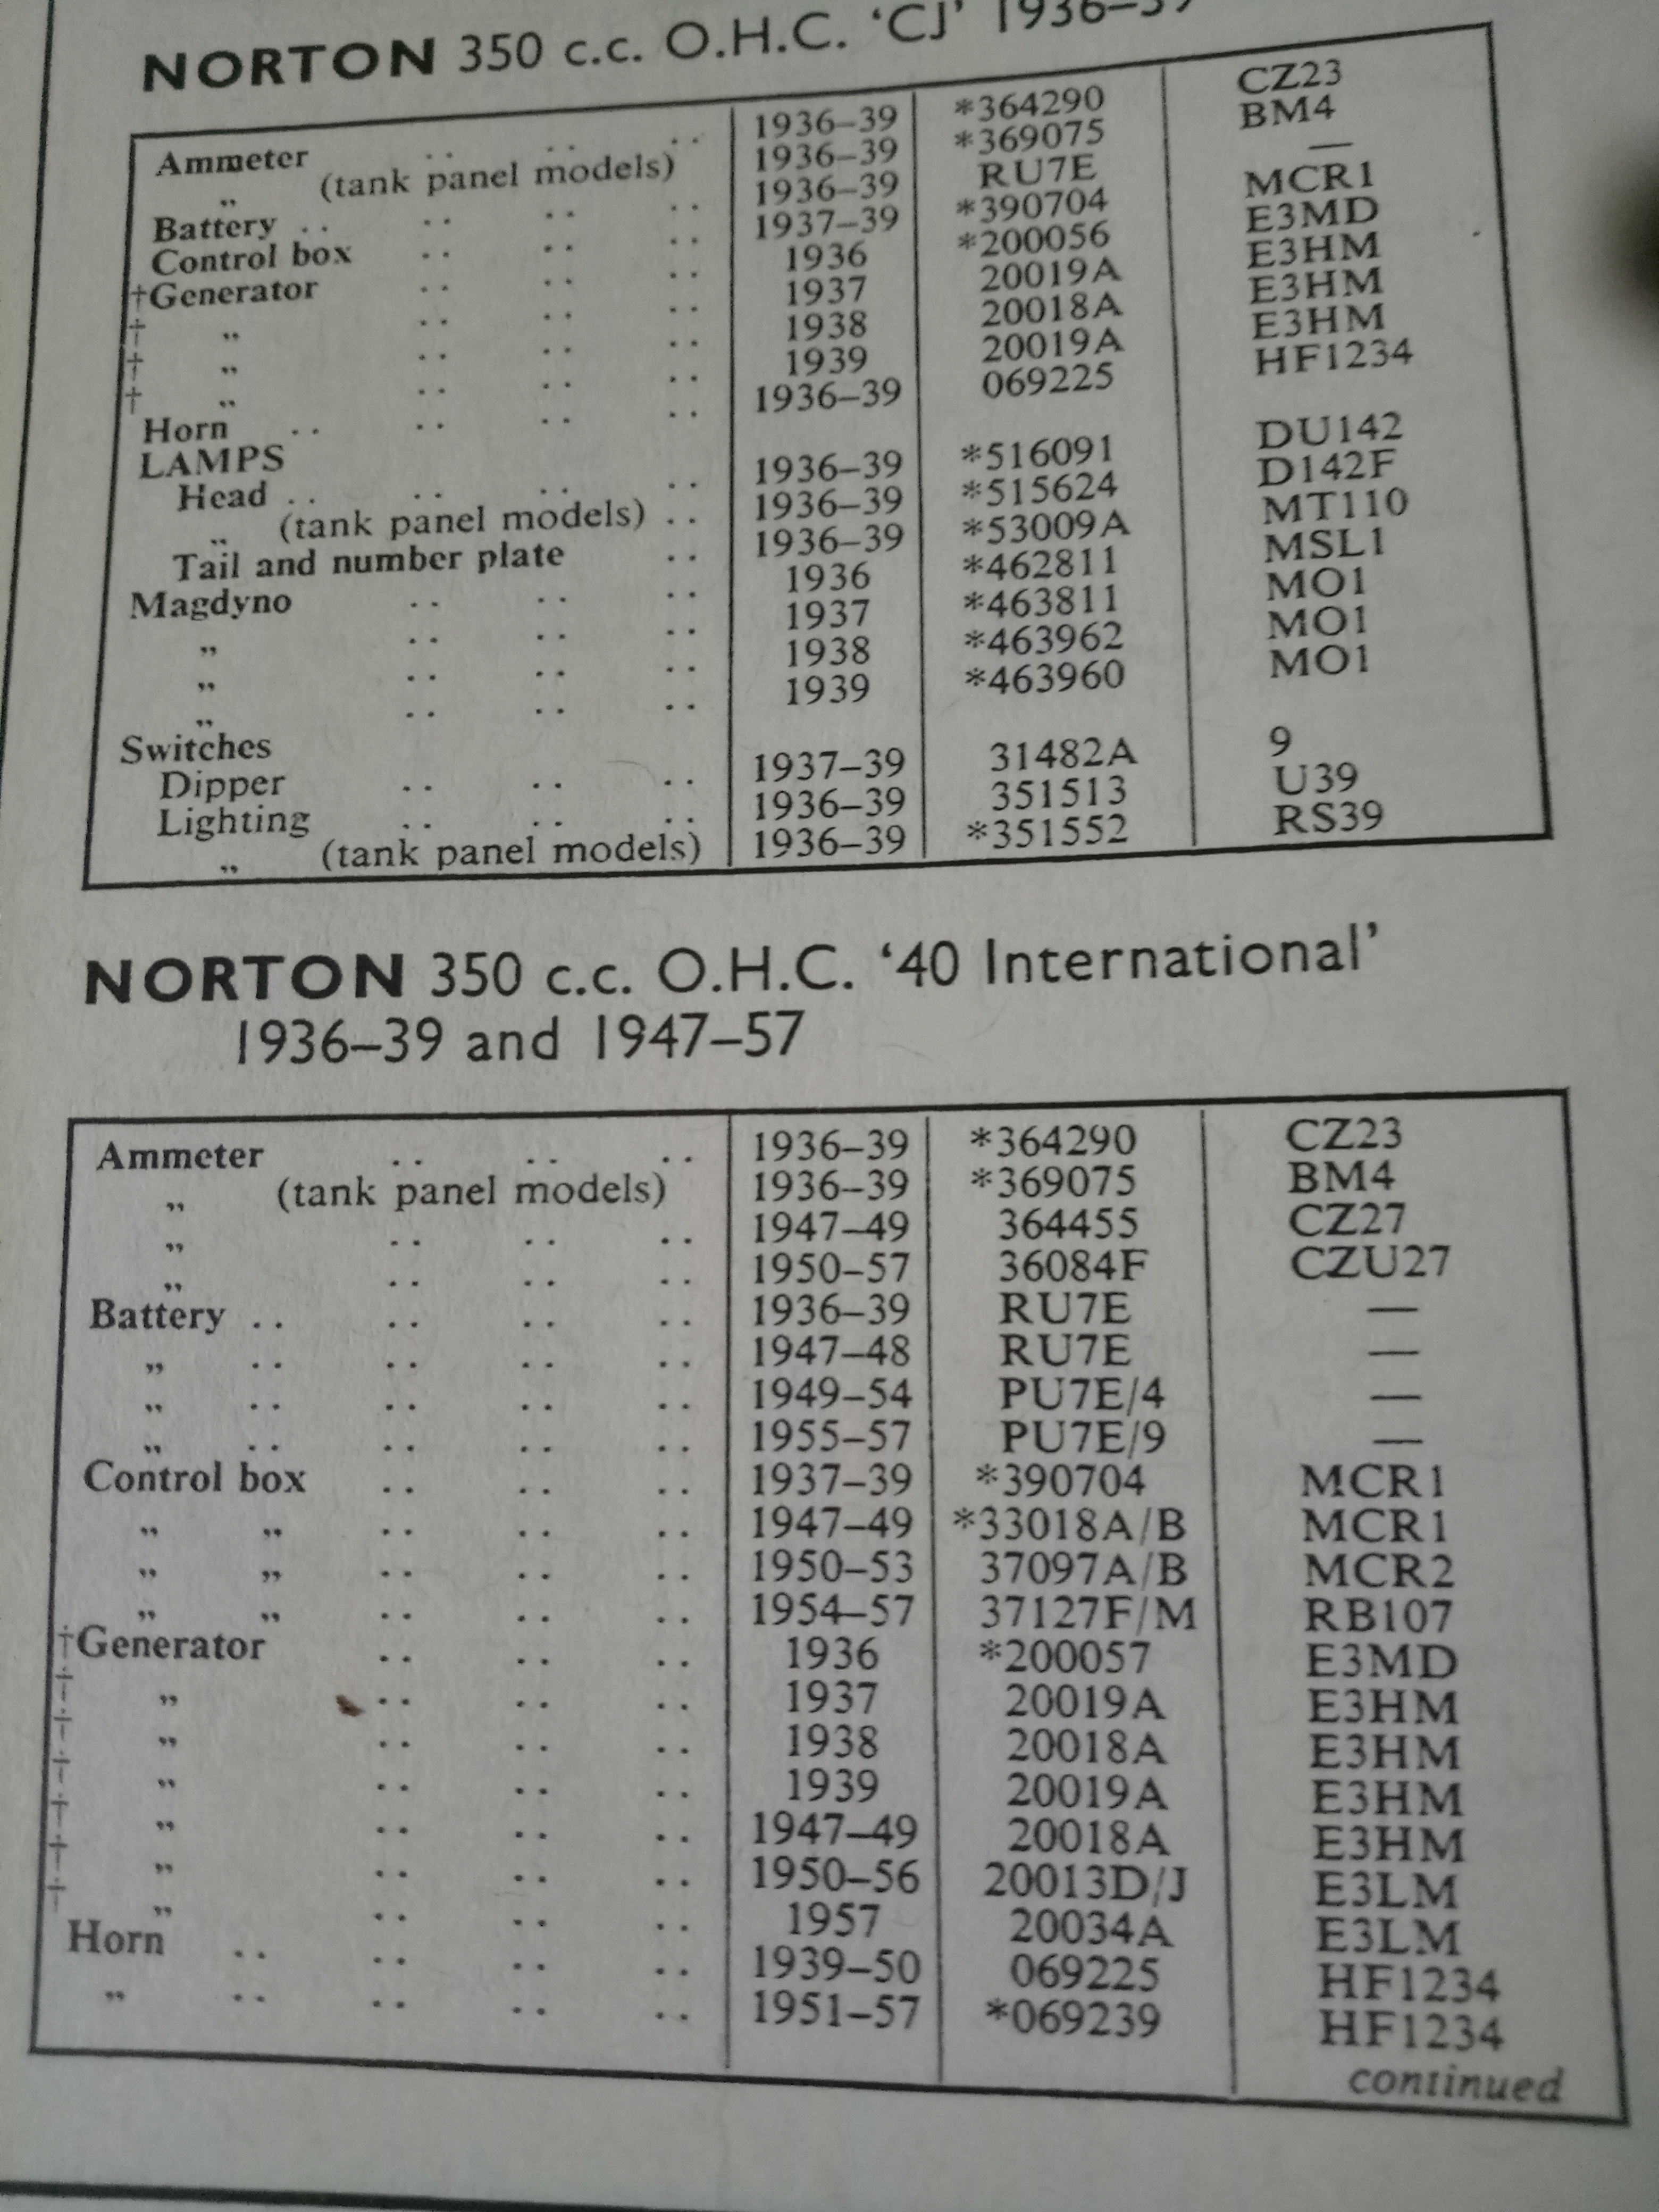 NORTON 350 c.c. O.H.C. ‘CJ’ 1936–39
Ammeter .. .. .. 1936–39 *364290 CZ23
„ (tank panel models) 1936–39 *369075 BM4
Battery .. .. .. .. 1936–39 RU7E —
Control box .. .. 1937–39 *390704 MCR1
†Generator .. .. .. 1936 *200056 E3MD
† „ .. .. .. 1937 20019A E3HM
† „ .. .. .. 1938 20018A E3HM
† „ .. .. .. 1939 20019A E3HM
Horn .. .. .. .. 1936–39 069225 HF1234
LAMPS
Head .. .. .. .. 1936–39 *516091 DU142
„ (tank panel models) .. 1936–39 *515624 D142F
Tail and number plate .. 1936–39 *53009A MT110
Magdyno .. .. .. 1936 *462811 MSL1
„ .. .. .. 1937 *463811 MO1
„ .. .. .. 1938 *463962 MO1
„ .. .. .. 1939 *463960 MO1
Switches
Dipper .. .. .. 1937–39 31482A 9
Lighting .. .. .. 1936–39 351513 U39
„ (tank panel models) 1936–39 *351552 RS39
NORTON 350 c.c. O.H.C. ‘40 International’
1936–39 and 1947–57
Ammeter .. .. .. 1936–39 *364290 CZ23
„ (tank panel models) 1936–39 *369075 BM4
„ .. .. .. 1947–49 364455 CZ27
„ .. .. .. 1950–57 36084F CZU27
Battery .. .. .. .. 1936–39 RU7E —
„ .. .. .. .. 1947–48 RU7E —
„ .. .. .. .. 1949–54 PU7E/4 —
„ .. .. .. .. 1955–57 PU7E/9 —
Control box .. .. .. 1937–39 *390704 MCR1
„ „ .. .. .. 1947–49 *33018A/B MCR1
„ „ .. .. .. 1950–53 37097A/B MCR2
„ „ .. .. .. 1954–57 37127F/M RB107
†Generator .. .. .. 1936 *200057 E3MD
† „ .. .. .. 1937 20019A E3HM
† „ .. .. .. 1938 20018A E3HM
† „ .. .. .. 1939 20019A E3HM
† „ .. .. .. 1947–49 20018A E3HM
† „ .. .. .. 1950–56 20013D/J E3LM
† „ .. .. .. 1957 20034A E3LM
Horn .. .. .. .. 1939–50 069225 HF1234
„ .. .. .. .. 1951–57 *069239 HF1234
continued